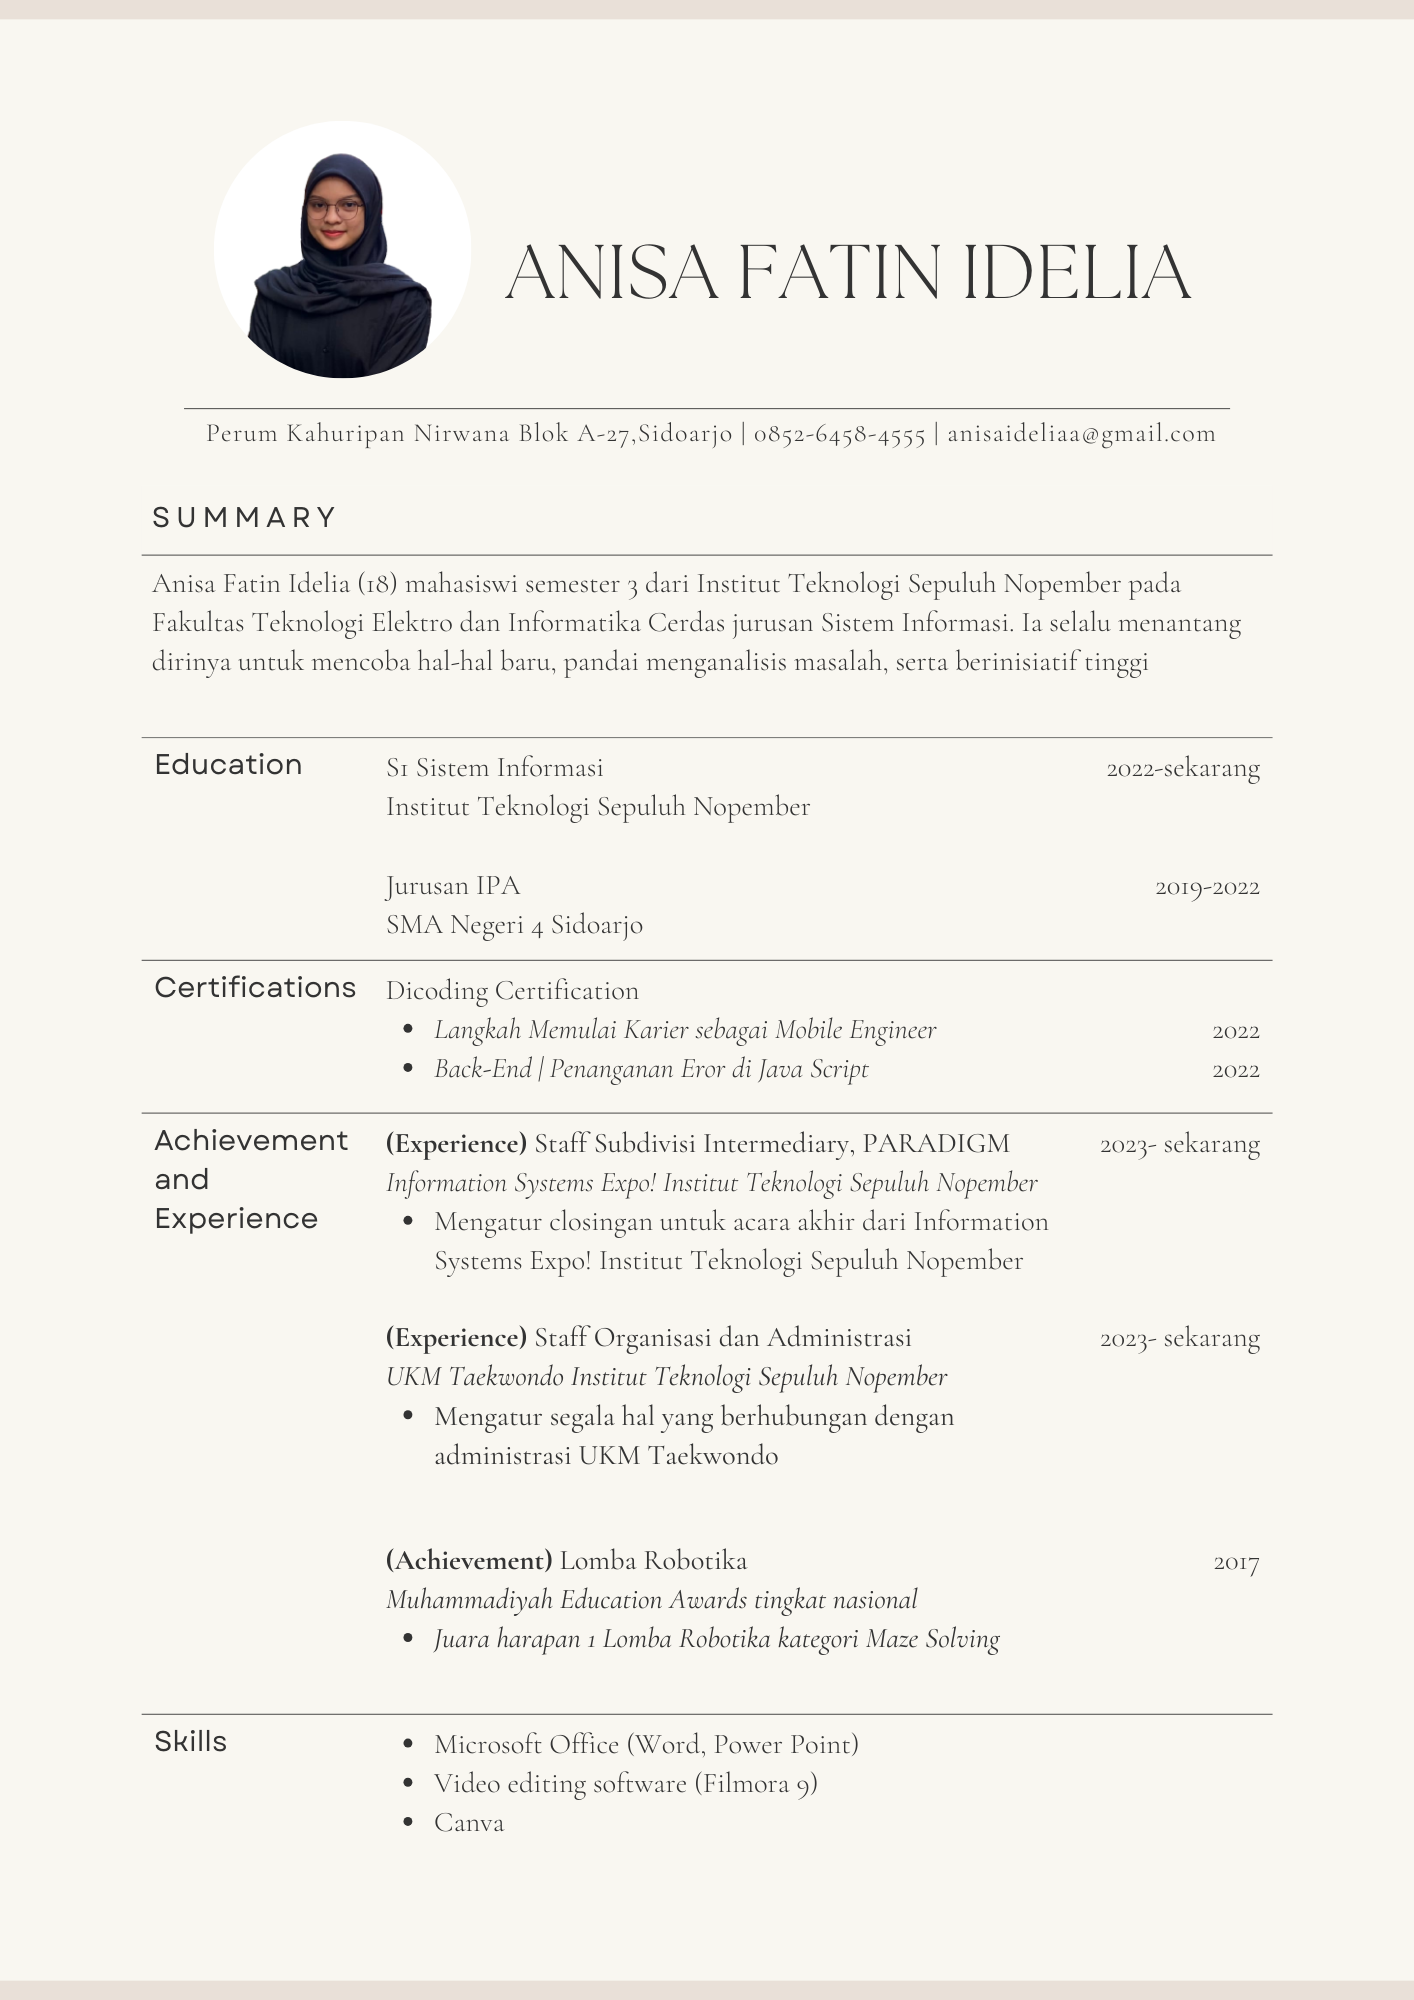 ANISA FATIN IDELIA
Perum Kahuripan Nirwana Blok A-27,Sidoarjo | 0852-6458-4555 | anisaideliaa@gmail.com
SUMMARY
Anisa Fatin Idelia (18) mahasiswi semester 3 dari Institut Teknologi Sepuluh Nopember pada
Fakultas Teknologi Elektro dan Informatika Cerdas jurusan Sistem Informasi. Ia selalu menantang
dirinya untuk mencoba hal-hal baru, pandai menganalisis masalah, serta berinisiatif tinggi
Education
S1 Sistem Informasi 2022-sekarang
Institut Teknologi Sepuluh Nopember
Jurusan IPA 2019-2022
SMA Negeri 4 Sidoarjo
Certifications
Dicoding Certification
• Langkah Memulai Karier sebagai Mobile Engineer 2022
• Back-End | Penanganan Eror di Java Script 2022
Achievement
and
Experience
(Experience) Staff Subdivisi Intermediary, PARADIGM 2023- sekarang
Information Systems Expo! Institut Teknologi Sepuluh Nopember
• Mengatur closingan untuk acara akhir dari Information
Systems Expo! Institut Teknologi Sepuluh Nopember
(Experience) Staff Organisasi dan Administrasi 2023- sekarang
UKM Taekwondo Institut Teknologi Sepuluh Nopember
• Mengatur segala hal yang berhubungan dengan
administrasi UKM Taekwondo
(Achievement) Lomba Robotika 2017
Muhammadiyah Education Awards tingkat nasional
• Juara harapan 1 Lomba Robotika kategori Maze Solving
Skills
• Microsoft Office (Word, Power Point)
• Video editing software (Filmora 9)
• Canva